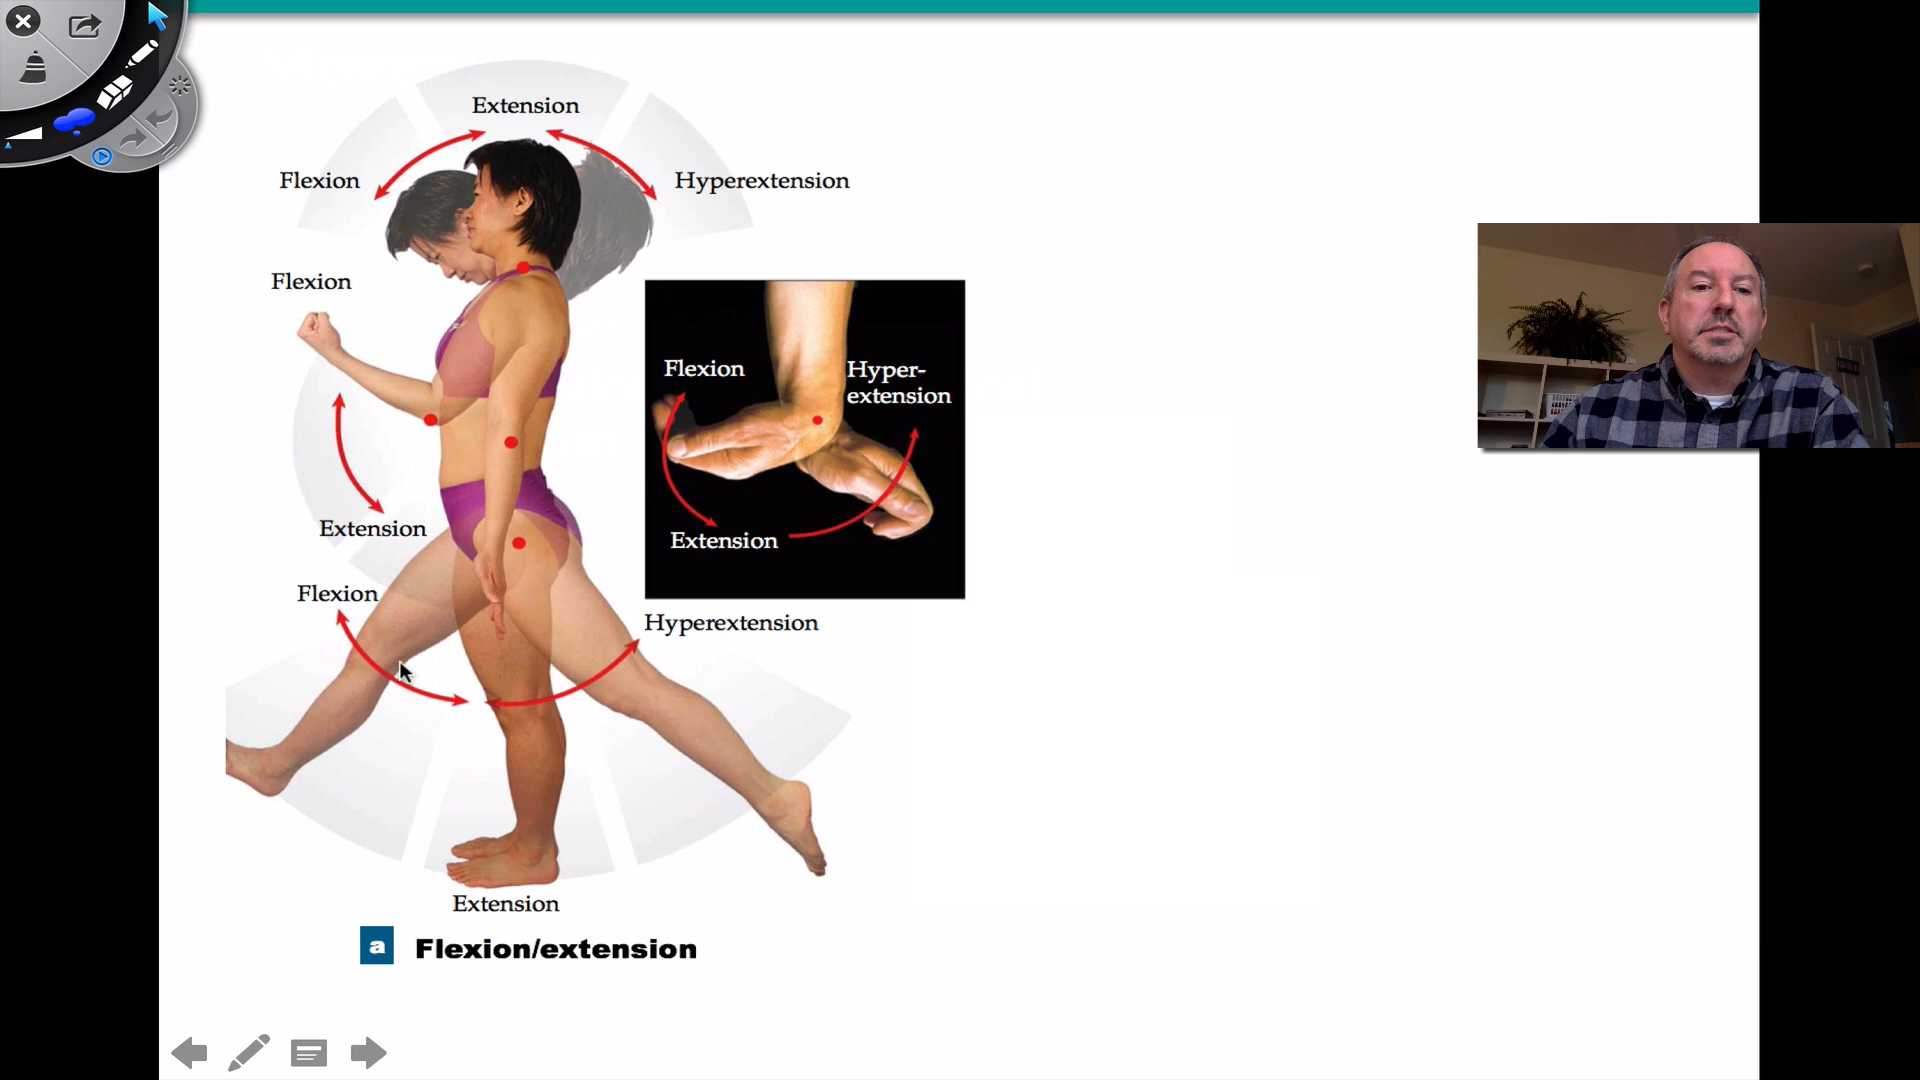 Extension
Flexion
Hyperextension
Flexion
Flexion
Hyper-
extension
Extension
Extension
Flexion
Hyperextension
Extension
a Flexion/extension